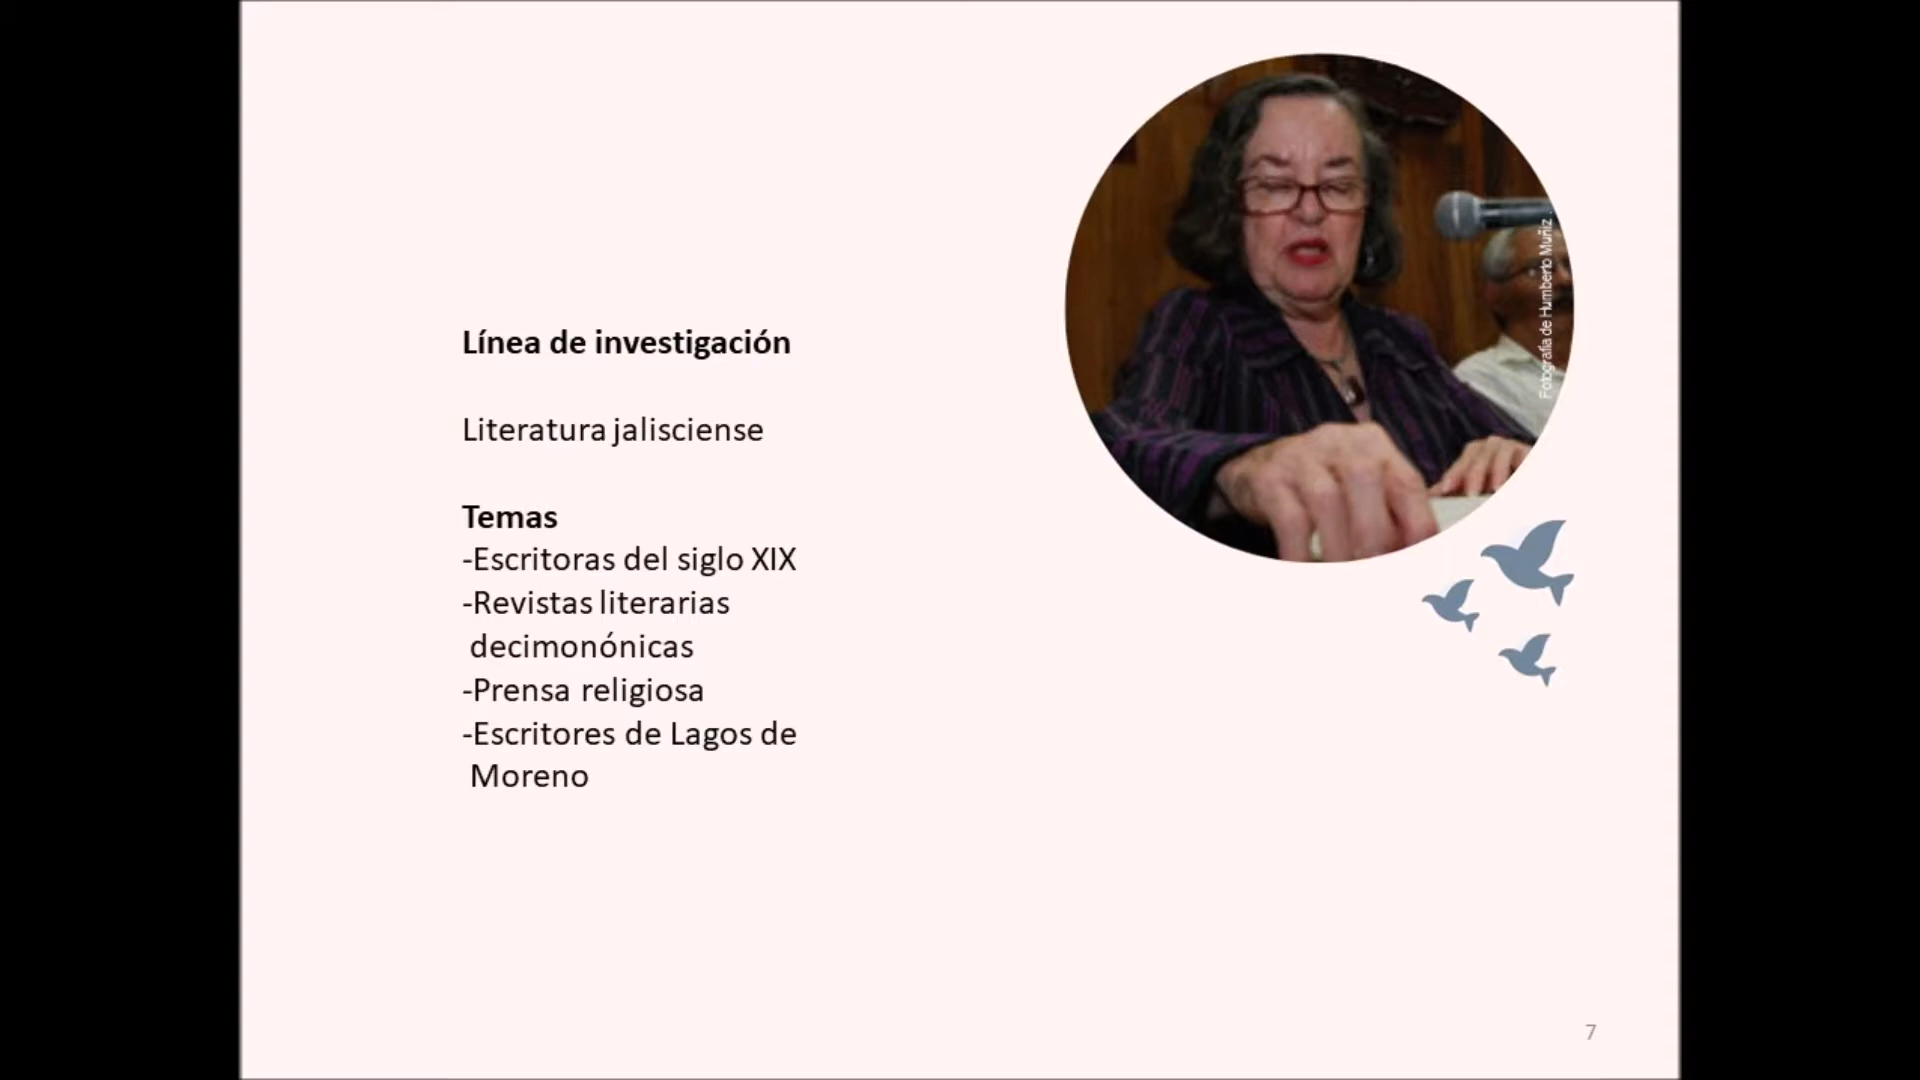 Línea de investigación
Literatura jalisciense
Temas
-Escritoras del siglo XIX
-Revistas literarias
decimonónicas
-Prensa religiosa
-Escritores de Lagos de
Moreno
Fotografía de Humberto Muñiz
7